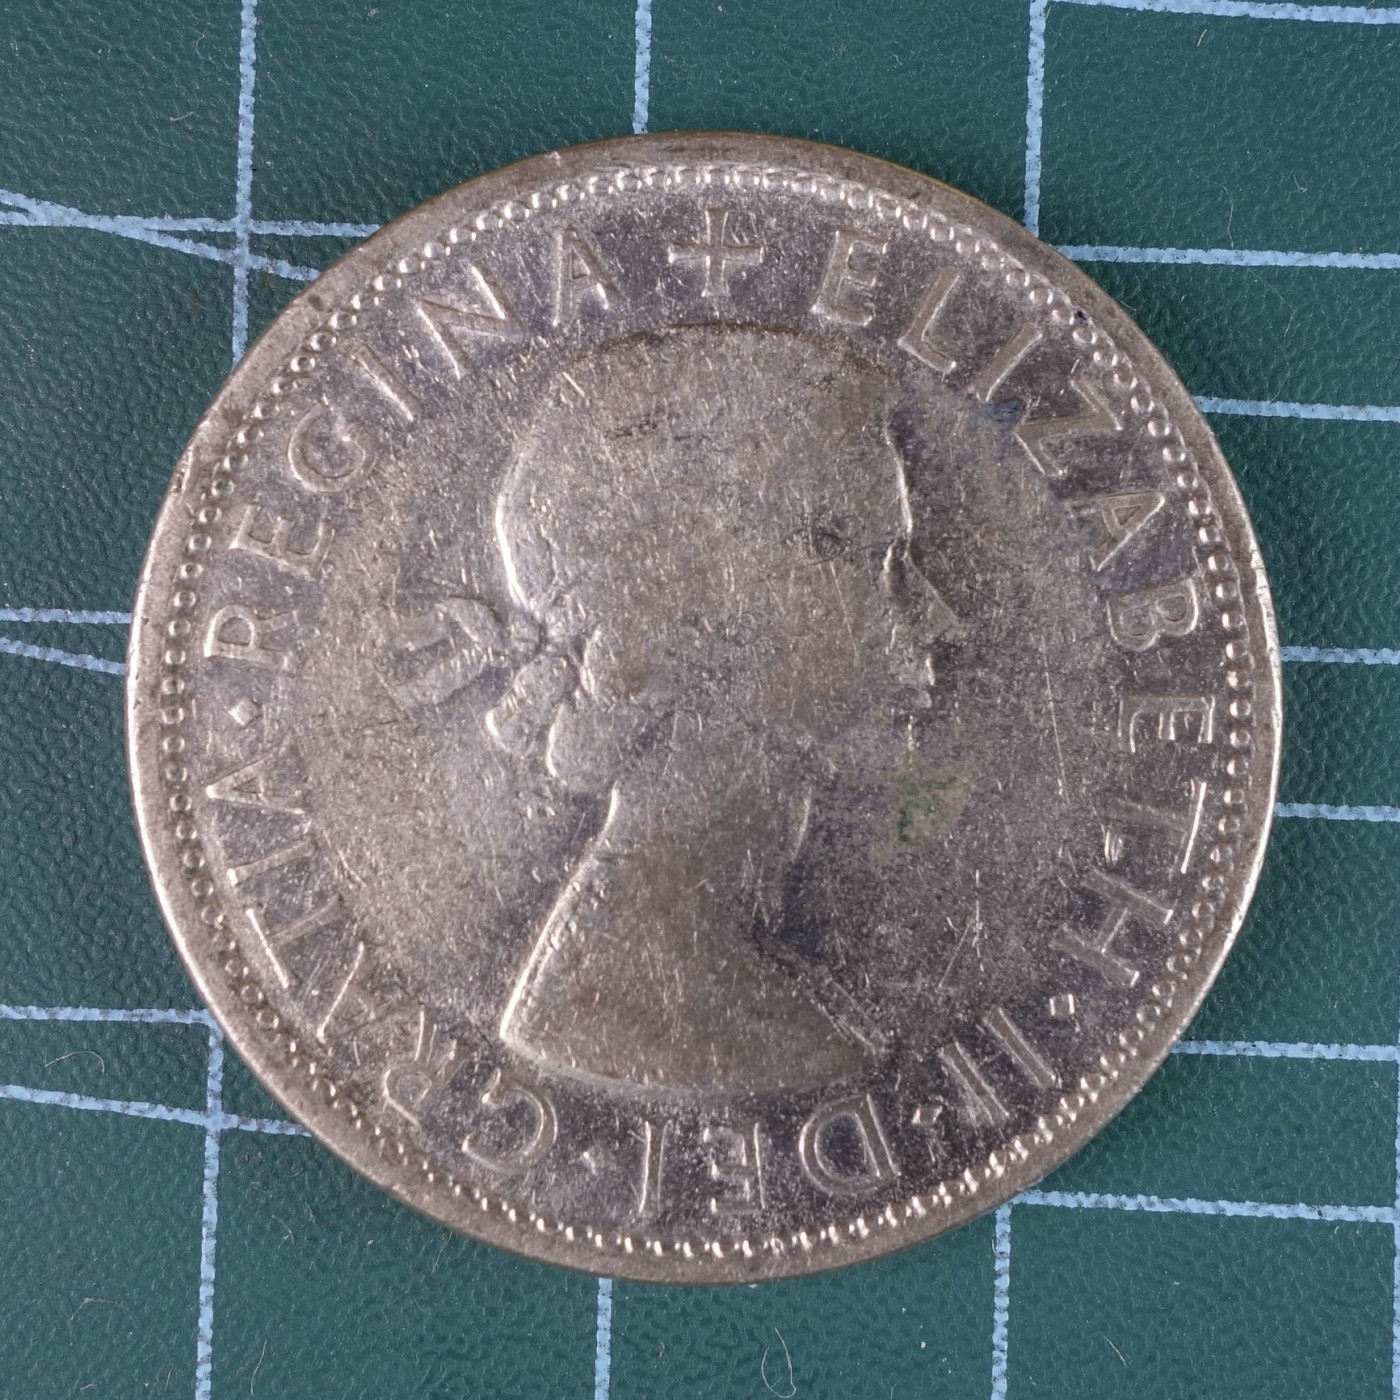 + ELIZABETH · II · DEI · GRATIA · REGINA